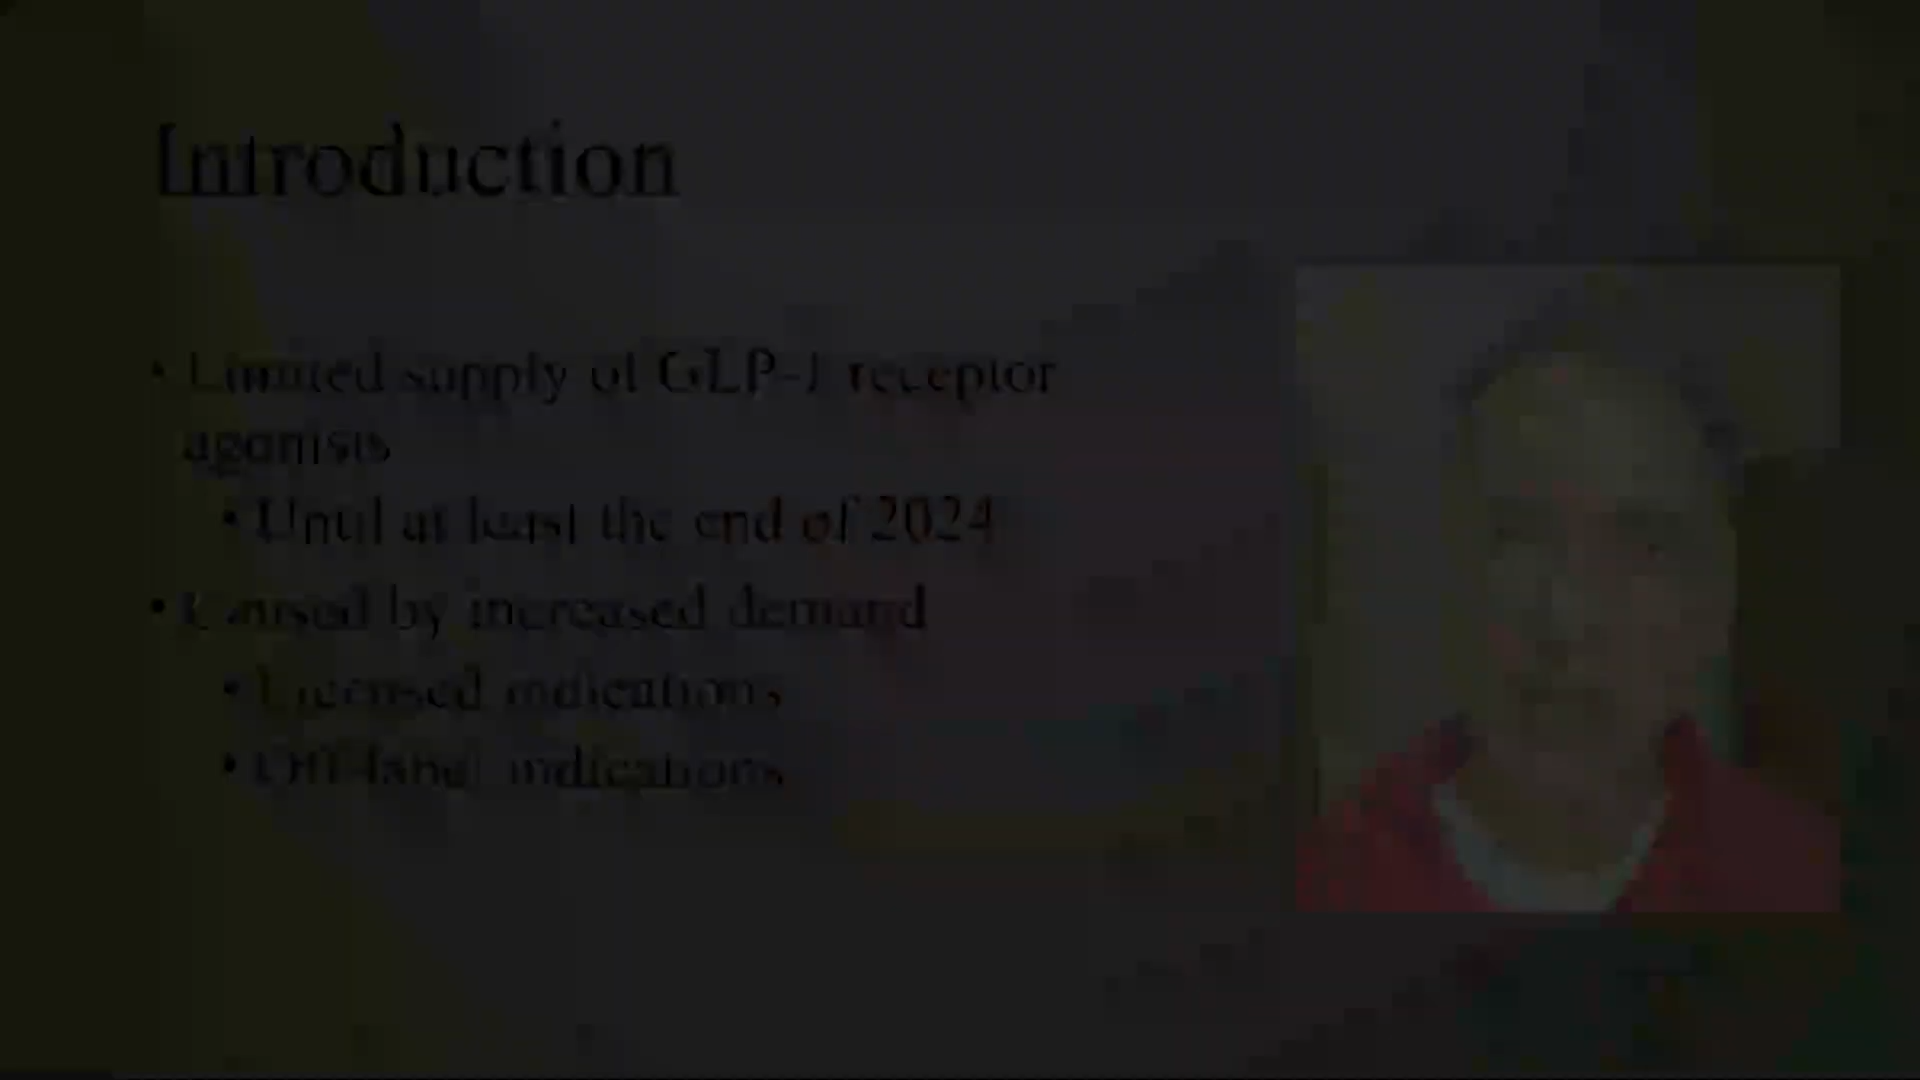 Introduction
• Limited supply of GLP-1 receptor
agonists
• Until at least the end of 2024
• Caused by increased demand
• Licensed indications
• Off-label indications